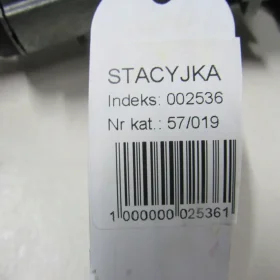 STACYJKA
Indeks: 002536
Nr kat.: 57/019
1 000000 025361